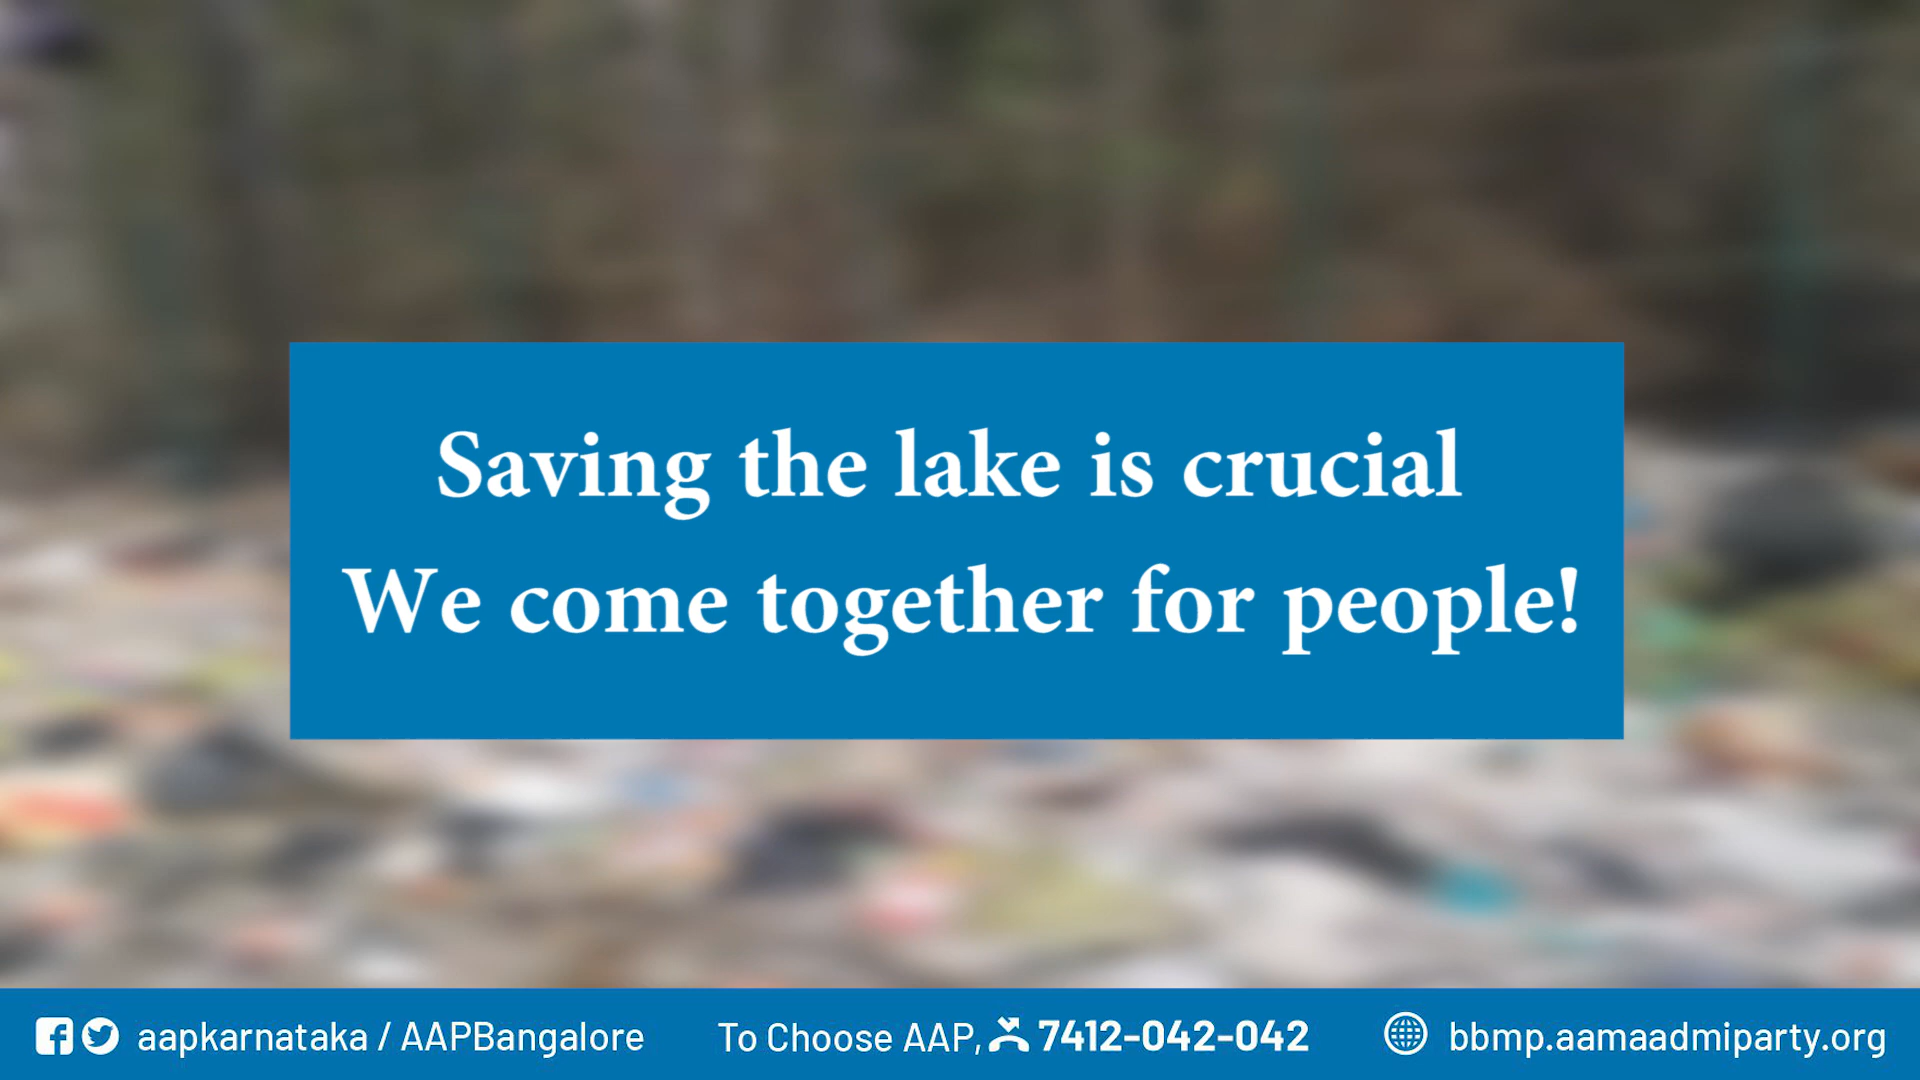 Saving the lake is crucial
We come together for people!
aapkarnataka / AAPBangalore To Choose AAP, 7412-042-042 bbmp.aamaadmiparty.org